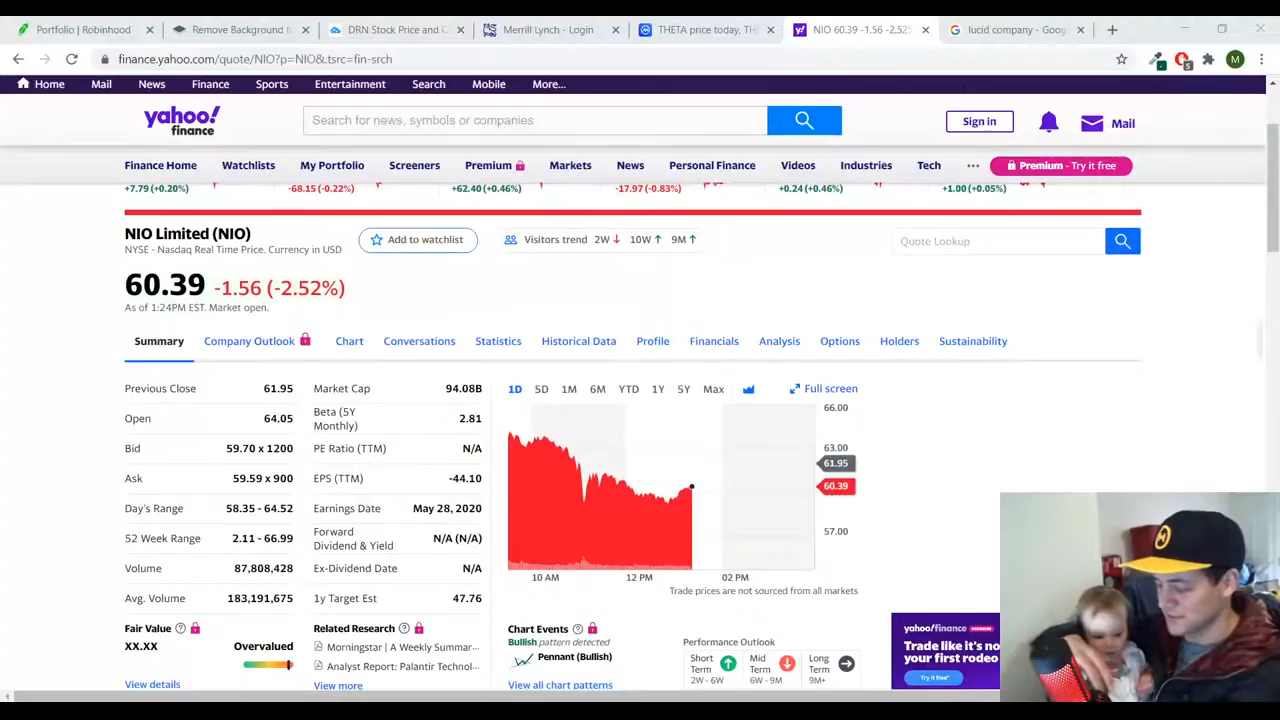 Portfolio | Robinhood
Remove Background f
DRN Stock Price and C
Merrill Lynch - Login
THETA price today, TH
NIO 60.39 -1.56 -2.52%
lucid company - Goog
finance.yahoo.com/quote/NIO?p=NIO&.tsrc=fin-srch
5
M
Home
Mail
News
Finance
Sports
Entertainment
Search
Mobile
More...
yahoo!
finance
Search for news, symbols or companies
Sign in
Mail
Finance Home
Watchlists
My Portfolio
Screeners
Premium
Markets
News
Personal Finance
Videos
Industries
Tech
Premium - Try it free
+7.79 (+0.20%)
-68.15 (-0.22%)
+62.40 (+0.46%)
-17.97 (-0.83%)
+0.24 (+0.46%)
+1.00 (+0.05%)
NIO Limited (NIO)
NYSE - Nasdaq Real Time Price. Currency in USD
Add to watchlist
Visitors trend 2W 10W 9M
Quote Lookup
60.39 -1.56 (-2.52%)
As of 1:24PM EST. Market open.
Summary
Company Outlook
Chart
Conversations
Statistics
Historical Data
Profile
Financials
Analysis
Options
Holders
Sustainability
Previous Close 61.95
Open 64.05
Bid 59.70 x 1200
Ask 59.59 x 900
Day's Range 58.35 - 64.52
52 Week Range 2.11 - 66.99
Volume 87,808,428
Avg. Volume 183,191,675
Market Cap 94.08B
Beta (5Y
Monthly) 2.81
PE Ratio (TTM) N/A
EPS (TTM) -44.10
Earnings Date May 28, 2020
Forward
Dividend & Yield N/A (N/A)
Ex-Dividend Date N/A
1y Target Est 47.76
1D 5D 1M 6M YTD 1Y 5Y Max
Full screen
66.00
63.00
61.95
60.39
57.00
10 AM
12 PM
02 PM
Trade prices are not sourced from all markets
Fair Value
XX.XX
Overvalued
View details
Related Research
Morningstar | A Weekly Summar...
Analyst Report: Palantir Technol...
View more
Chart Events
Bullish pattern detected
Pennant (Bullish)
View all chart patterns
Performance Outlook
Short
Term
2W - 6W
Mid
Term
6W - 9M
Long
Term
9M+
yahoo!finance PREMIUM
Trade like it's no
your first rodeo
Try it free*